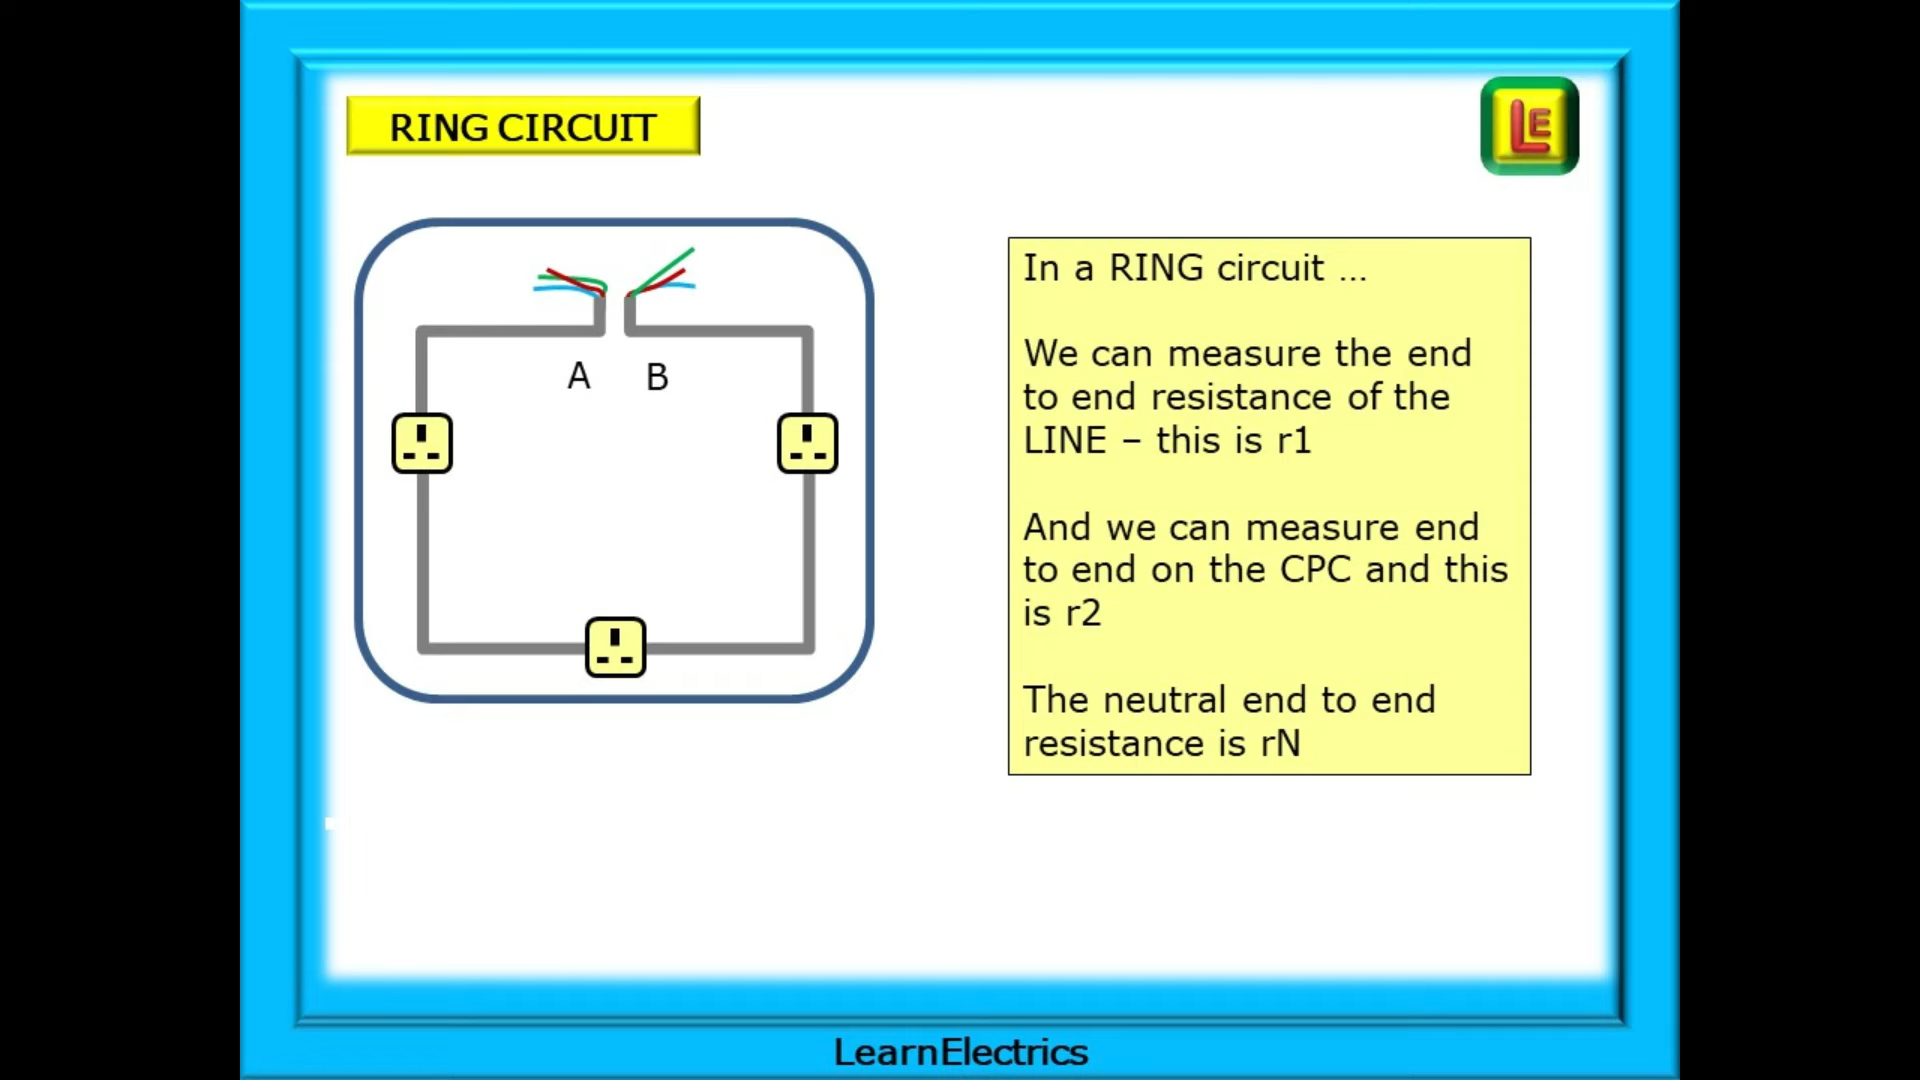 RING CIRCUIT
LE
A B
In a RING circuit ...
We can measure the end
to end resistance of the
LINE – this is r1
And we can measure end
to end on the CPC and this
is r2
The neutral end to end
resistance is rN
LearnElectrics